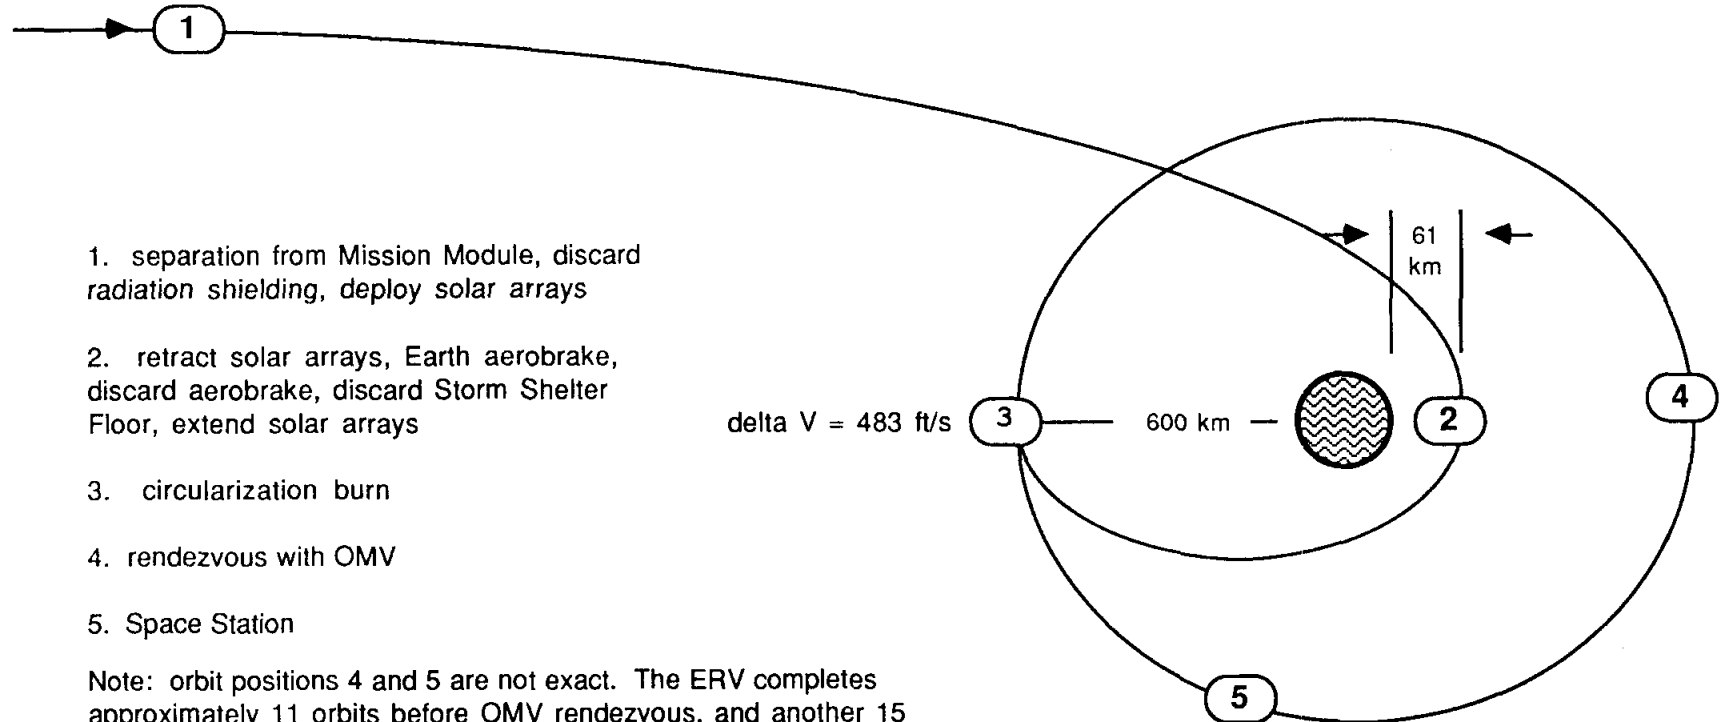 1
61
km
1. separation from Mission Module, discard
radiation shielding, deploy solar arrays
2. retract solar arrays, Earth aerobrake,
discard aerobrake, discard Storm Shelter
Floor, extend solar arrays
4
delta V = 483 ft/s
3
600 km
2
3. circularization burn
4. rendezvous with OMV
5. Space Station
Note: orbit positions 4 and 5 are not exact. The ERV completes
approximately 11 orbits before OMV rendezvous, and another 15
5